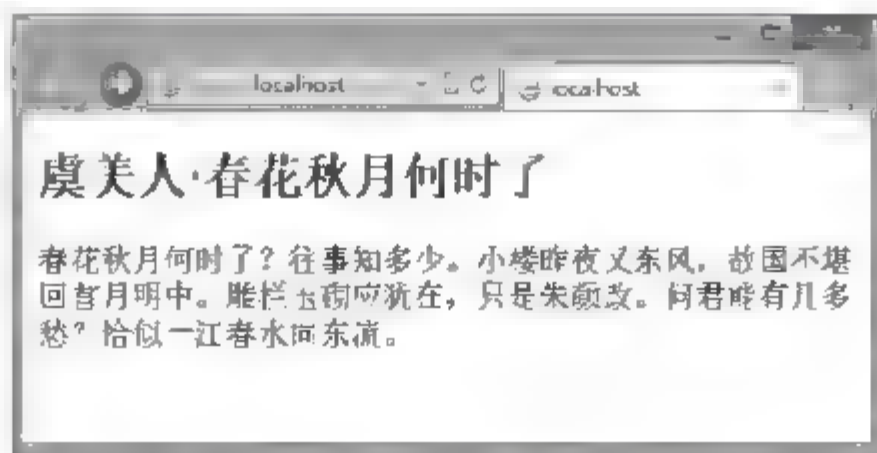 localhost
localhost
虞美人·春花秋月何时了
春花秋月何时了？往事知多少。小楼昨夜又东风，故国不堪
回首月明中。雕栏玉砌应犹在，只是朱颜改。问君能有几多
愁？恰似一江春水向东流。